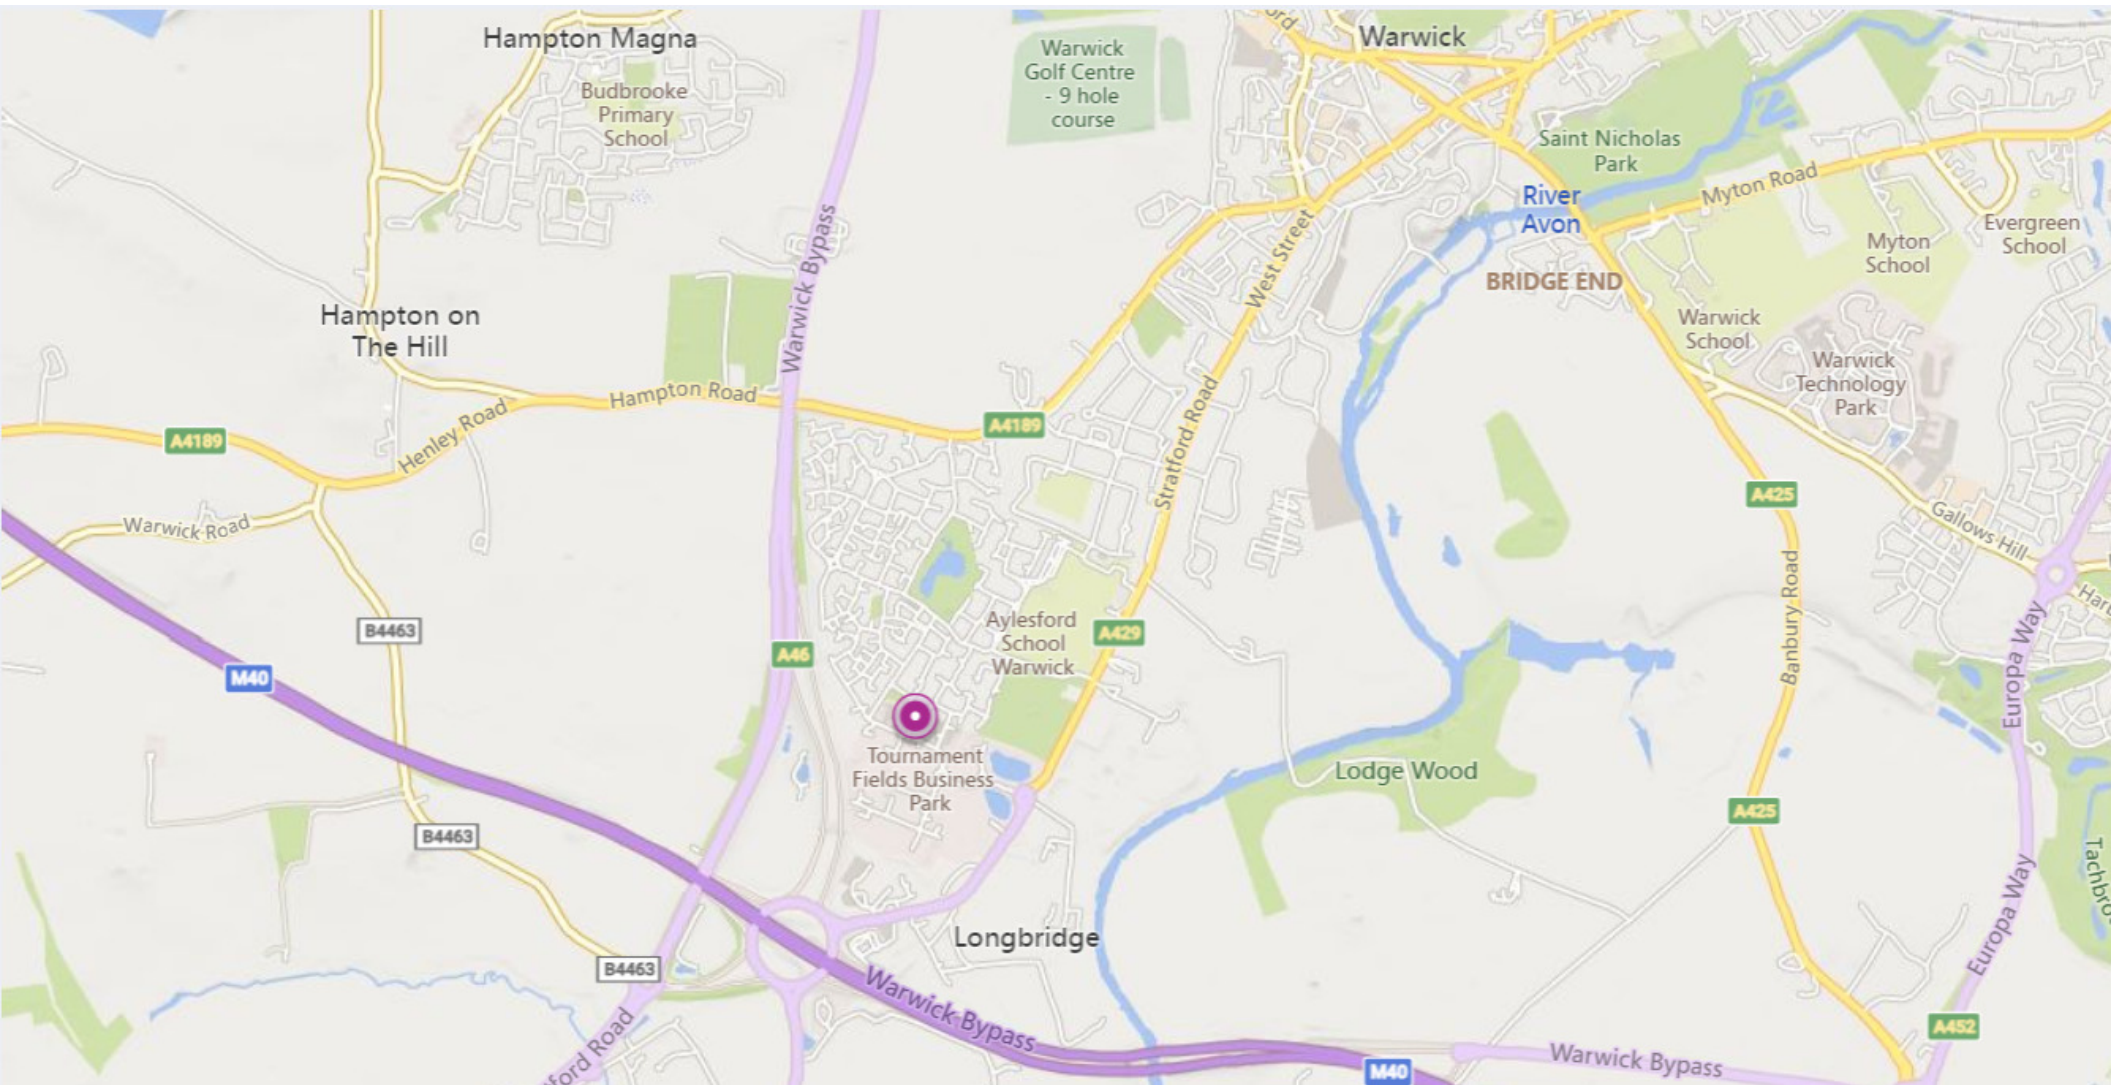 Hampton Magna
Warwick
Golf Centre
- 9 hole
course
Warwick
Budbrooke
Primary
School
Saint Nicholas
Park
River
Avon
Myton Road
Evergreen
School
Myton
School
Warwick Bypass
West Street
BRIDGE END
Hampton on
The Hill
Warwick
School
Warwick
Technology
Park
Hampton Road
Henley Road
A4189
A4189
Stratford Road
A425
Warwick Road
Gallows Hill
Banbury Road
B4463
A46
Aylesford
School
Warwick
A429
Europa Way
M40
Tournament
Fields Business
Park
Lodge Wood
A425
B4463
Longbridge
Europa Way
B4463
Warwick Bypass
A452
Warwick Bypass
M40